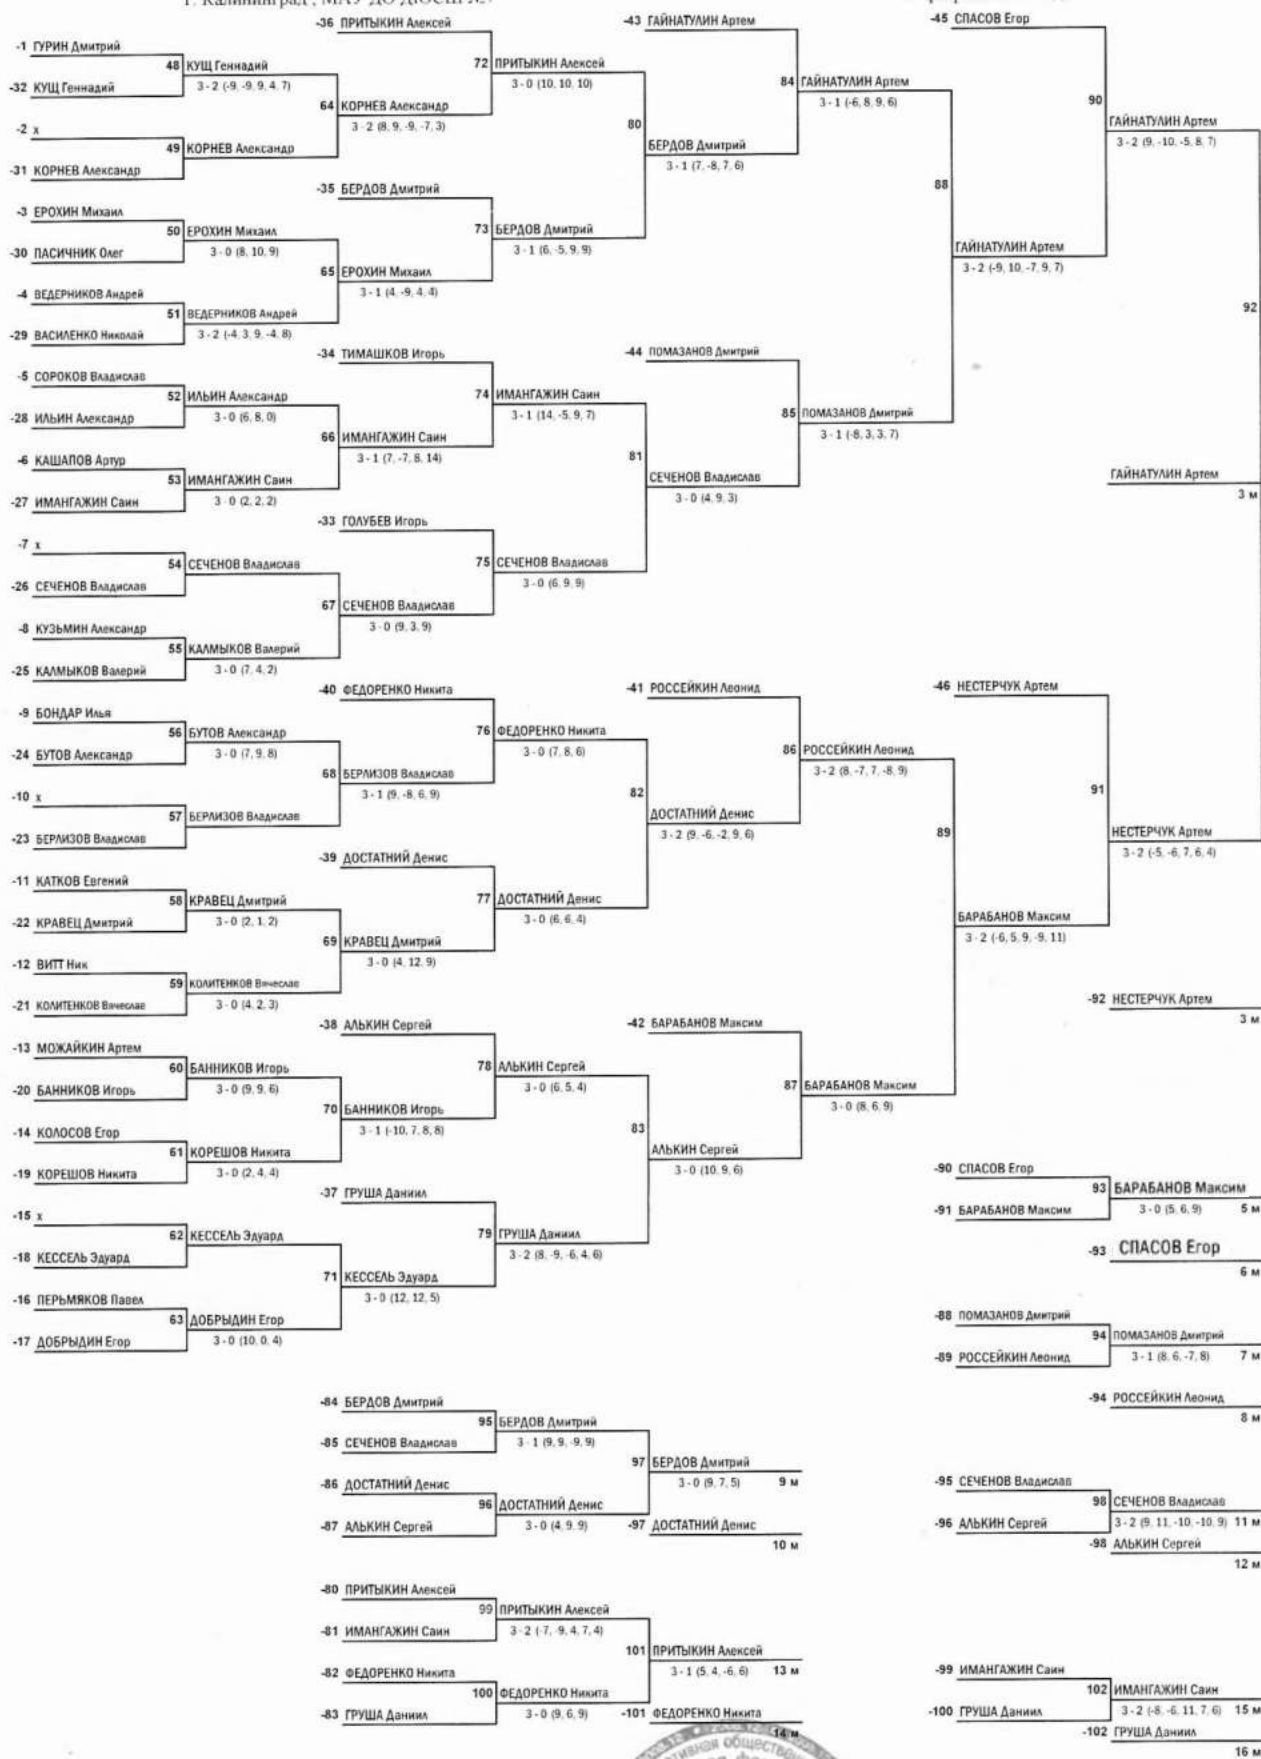 г. Калининград, МАУ ДО ДЮСШ №
-1 ГУРИН Дмитрий
48 КУЩ Геннадий
-32 КУЩ Геннадий
3 - 2 (-9, -9, 9, 4, 7)
-2 x
49 КОРНЕВ Александр
-31 КОРНЕВ Александр
-3 ЕРОХИН Михаил
50 ЕРОХИН Михаил
-30 ПАСИЧНИК Олег
3 - 0 (8, 10, 9)
-4 ВЕДЕРНИКОВ Андрей
51 ВЕДЕРНИКОВ Андрей
-29 ВАСИЛЕНКО Николай
3 - 2 (-4, 3, 9, -4, 8)
-5 СОРОКОВ Владислав
52 ИЛЬИН Александр
-28 ИЛЬИН Александр
3 - 0 (6, 8, 0)
-6 КАШАПОВ Артур
53 ИМАНГАЖИН Саин
-27 ИМАНГАЖИН Саин
3 - 0 (2, 2, 2)
-7 x
54 СЕЧЕНОВ Владислав
-26 СЕЧЕНОВ Владислав
-8 КУЗЬМИН Александр
55 КАЛМЫКОВ Валерий
-25 КАЛМЫКОВ Валерий
3 - 0 (7, 4, 2)
-9 БОНДАР Илья
56 БУТОВ Александр
-24 БУТОВ Александр
3 - 0 (7, 9, 8)
-10 x
57 БЕРЛИЗОВ Владислав
-23 БЕРЛИЗОВ Владислав
-11 КАТКОВ Евгений
58 КРАВЕЦ Дмитрий
-22 КРАВЕЦ Дмитрий
3 - 0 (2, 1, 2)
-12 ВИТТ Ник
59 КОЛИТЕНКОВ Вячеслав
-21 КОЛИТЕНКОВ Вячеслав
3 - 0 (4, 2, 3)
-13 МОЖАЙКИН Артем
60 БАННИКОВ Игорь
-20 БАННИКОВ Игорь
3 - 0 (9, 9, 6)
-14 КОЛОСОВ Егор
61 КОРЕШОВ Никита
-19 КОРЕШОВ Никита
3 - 0 (2, 4, 4)
-15 x
62 КЕССЕЛЬ Эдуард
-18 КЕССЕЛЬ Эдуард
-16 ПЕРЬМЯКОВ Павел
63 ДОБРЫДИН Егор
-17 ДОБРЫДИН Егор
3 - 0 (10, 0, 4)
-36 ПРИТЫКИН Алексей
72 ПРИТЫКИН Алексей
3 - 0 (10, 10, 10)
64 КОРНЕВ Александр
3 - 2 (8, 9, -9, -7, 3)
-35 БЕРДОВ Дмитрий
73 БЕРДОВ Дмитрий
3 - 1 (6, -5, 9, 9)
65 ЕРОХИН Михаил
3 - 1 (4, -9, 4, 4)
-34 ТИМАШКОВ Игорь
74 ИМАНГАЖИН Саин
3 - 1 (14, -5, 9, 7)
66 ИМАНГАЖИН Саин
3 - 1 (7, -7, 8, 14)
-33 ГОЛУБЕВ Игорь
75 СЕЧЕНОВ Владислав
3 - 0 (6, 9, 9)
67 СЕЧЕНОВ Владислав
3 - 0 (9, 3, 9)
-40 ФЕДОРЕНКО Никита
76 ФЕДОРЕНКО Никита
3 - 0 (7, 8, 6)
68 БЕРЛИЗОВ Владислав
3 - 1 (9, -8, 6, 9)
-39 ДОСТАТНИЙ Денис
77 ДОСТАТНИЙ Денис
3 - 0 (6, 6, 4)
69 КРАВЕЦ Дмитрий
3 - 0 (4, 12, 9)
-38 АЛЬКИН Сергей
78 АЛЬКИН Сергей
3 - 0 (6, 5, 4)
70 БАННИКОВ Игорь
3 - 1 (-10, 7, 8, 8)
-37 ГРУША Даниил
79 ГРУША Даниил
3 - 2 (8, -9, -6, 4, 6)
71 КЕССЕЛЬ Эдуард
3 - 0 (12, 12, 5)
-43 ГАЙНАТУЛИН Артем
84 ГАЙНАТУЛИН Артем
3 - 1 (-6, 8, 9, 6)
80
БЕРДОВ Дмитрий
3 - 1 (7, -8, 7, 6)
-44 ПОМАЗАНОВ Дмитрий
85 ПОМАЗАНОВ Дмитрий
3 - 1 (-8, 3, 3, 7)
81
СЕЧЕНОВ Владислав
3 - 0 (4, 9, 3)
-41 РОССЕЙКИН Леонид
86 РОССЕЙКИН Леонид
3 - 2 (8, -7, 7, -8, 9)
82
ДОСТАТНИЙ Денис
3 - 2 (9, -6, -2, 9, 6)
-42 БАРАБАНОВ Максим
87 БАРАБАНОВ Максим
3 - 0 (8, 6, 9)
83
АЛЬКИН Сергей
3 - 0 (10, 9, 6)
-45 СПАСОВ Егор
90
ГАЙНАТУЛИН Артем
3 - 2 (9, -10, -5, 8, 7)
88
ГАЙНАТУЛИН Артем
3 - 2 (-9, 10, -7, 9, 7)
92
ГАЙНАТУЛИН Артем
3 м
-46 НЕСТЕРЧУК Артем
91
НЕСТЕРЧУК Артем
3 - 2 (-5, -6, 7, 6, 4)
89
БАРАБАНОВ Максим
3 - 2 (-6, 5, 9, -9, 11)
-92 НЕСТЕРЧУК Артем
3 м
-90 СПАСОВ Егор
93 БАРАБАНОВ Максим
-91 БАРАБАНОВ Максим
3 - 0 (5, 6, 9) 5 м
-93 СПАСОВ Егор
6 м
-88 ПОМАЗАНОВ Дмитрий
94 ПОМАЗАНОВ Дмитрий
-89 РОССЕЙКИН Леонид
3 - 1 (8, 6, -7, 8) 7 м
-94 РОССЕЙКИН Леонид
8 м
-84 БЕРДОВ Дмитрий
95 БЕРДОВ Дмитрий
-85 СЕЧЕНОВ Владислав
3 - 1 (9, 9, -9, 9)
97 БЕРДОВ Дмитрий
3 - 0 (9, 7, 5) 9 м
-86 ДОСТАТНИЙ Денис
96 ДОСТАТНИЙ Денис
-87 АЛЬКИН Сергей
3 - 0 (4, 9, 9)
-97 ДОСТАТНИЙ Денис
10 м
-95 СЕЧЕНОВ Владислав
98 СЕЧЕНОВ Владислав
-96 АЛЬКИН Сергей
3 - 2 (9, 11, -10, -10, 9) 11 м
-98 АЛЬКИН Сергей
12 м
-80 ПРИТЫКИН Алексей
99 ПРИТЫКИН Алексей
-81 ИМАНГАЖИН Саин
3 - 2 (-7, -9, 4, 7, 4)
101 ПРИТЫКИН Алексей
3 - 1 (5, 4, -6, 6) 13 м
-82 ФЕДОРЕНКО Никита
100 ФЕДОРЕНКО Никита
-83 ГРУША Даниил
3 - 0 (9, 6, 9)
-101 ФЕДОРЕНКО Никита
14 м
-99 ИМАНГАЖИН Саин
102 ИМАНГАЖИН Саин
-100 ГРУША Даниил
3 - 2 (-8, -6, 11, 7, 6) 15 м
-102 ГРУША Даниил
16 м